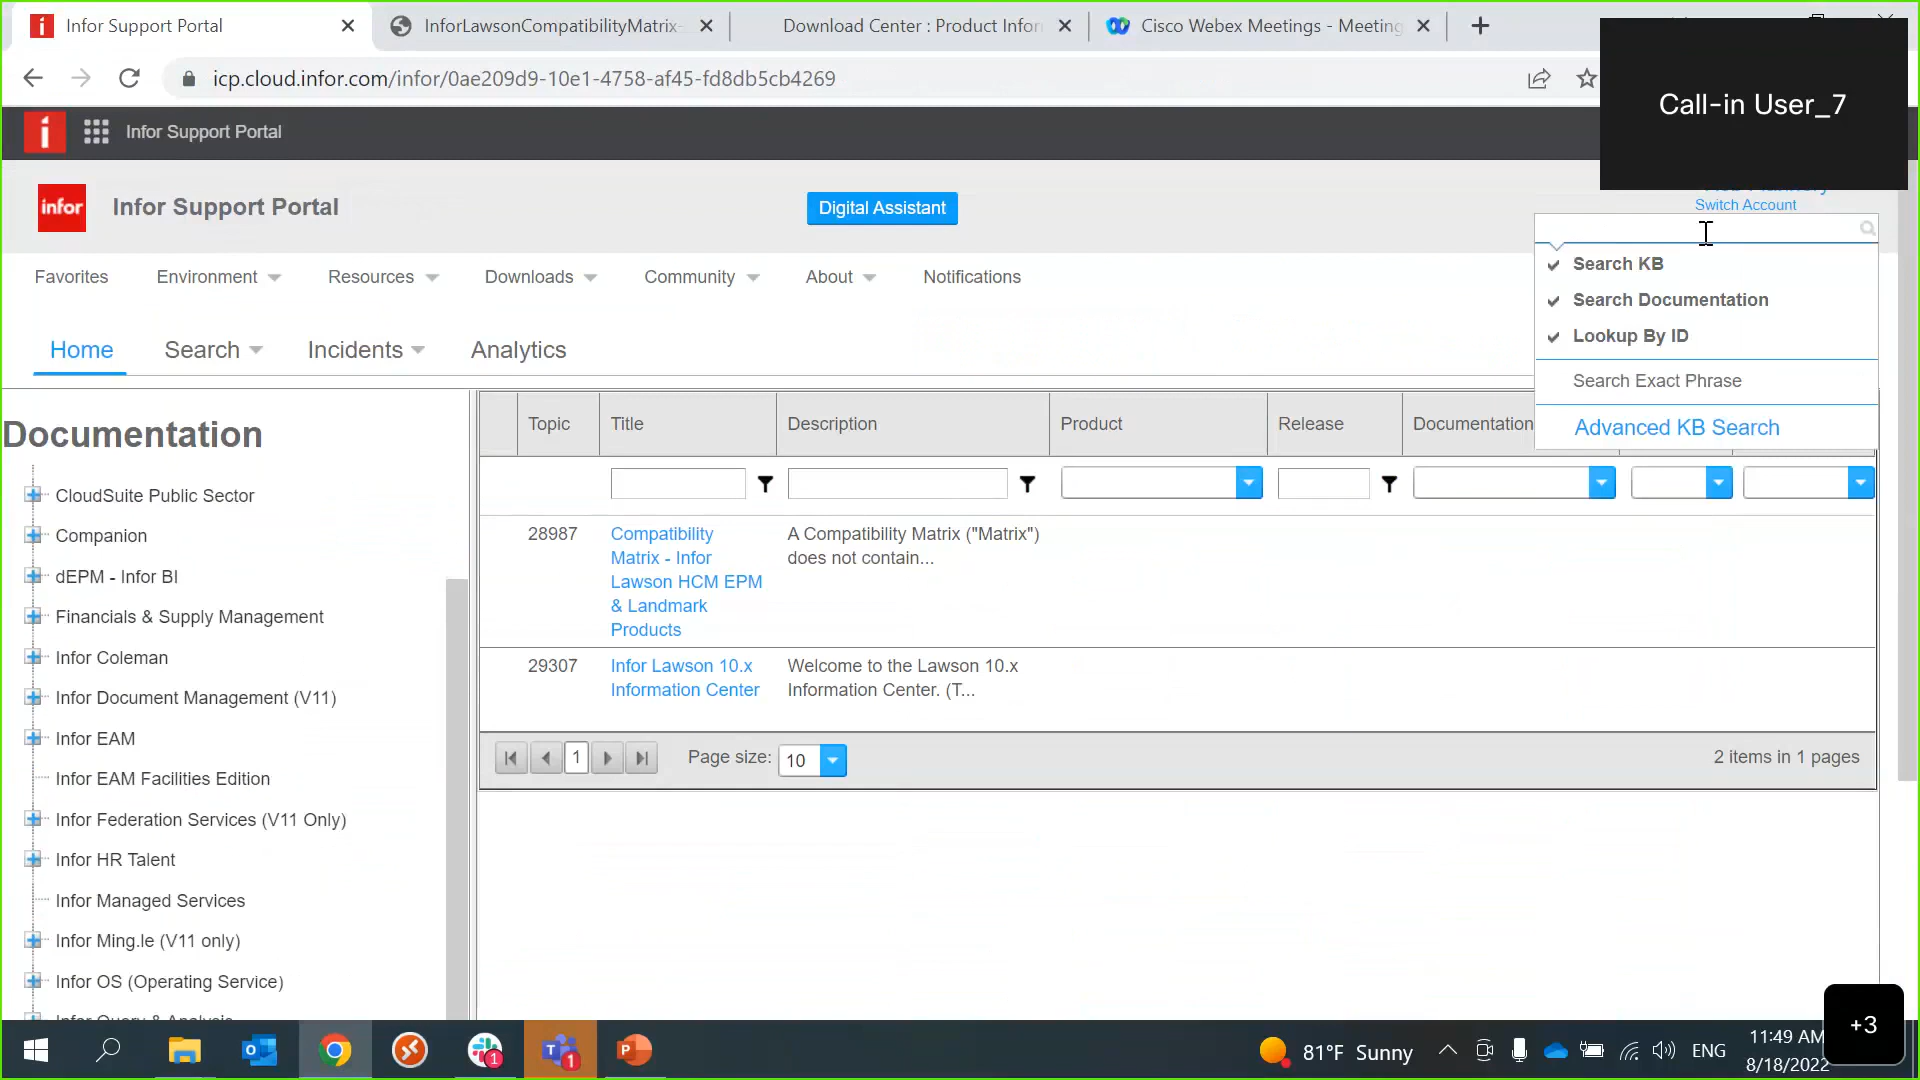 Infor Support Portal
InforLawsonCompatibilityMatrix-
Download Center : Product Infor
Cisco Webex Meetings - Meeting
icp.cloud.infor.com/infor/0ae209d9-10e1-4758-af45-fd8db5cb4269
Call-in User_7
Infor Support Portal
infor
Infor Support Portal
Digital Assistant
Switch Account
Favorites
Environment
Resources
Downloads
Community
About
Notifications
Search KB
Search Documentation
Lookup By ID
Search Exact Phrase
Advanced KB Search
Home
Search
Incidents
Analytics
Documentation
CloudSuite Public Sector
Companion
dEPM - Infor BI
Financials & Supply Management
Infor Coleman
Infor Document Management (V11)
Infor EAM
Infor EAM Facilities Edition
Infor Federation Services (V11 Only)
Infor HR Talent
Infor Managed Services
Infor Ming.le (V11 only)
Infor OS (Operating Service)
Infor Query & Analysis
Topic
Title
Description
Product
Release
Documentation
28987
Compatibility
Matrix - Infor
Lawson HCM EPM
& Landmark
Products
A Compatibility Matrix ("Matrix")
does not contain...
29307
Infor Lawson 10.x
Information Center
Welcome to the Lawson 10.x
Information Center. (T...
1
Page size:
10
2 items in 1 pages
81°F Sunny
ENG
11:49 AM
8/18/2022
+3